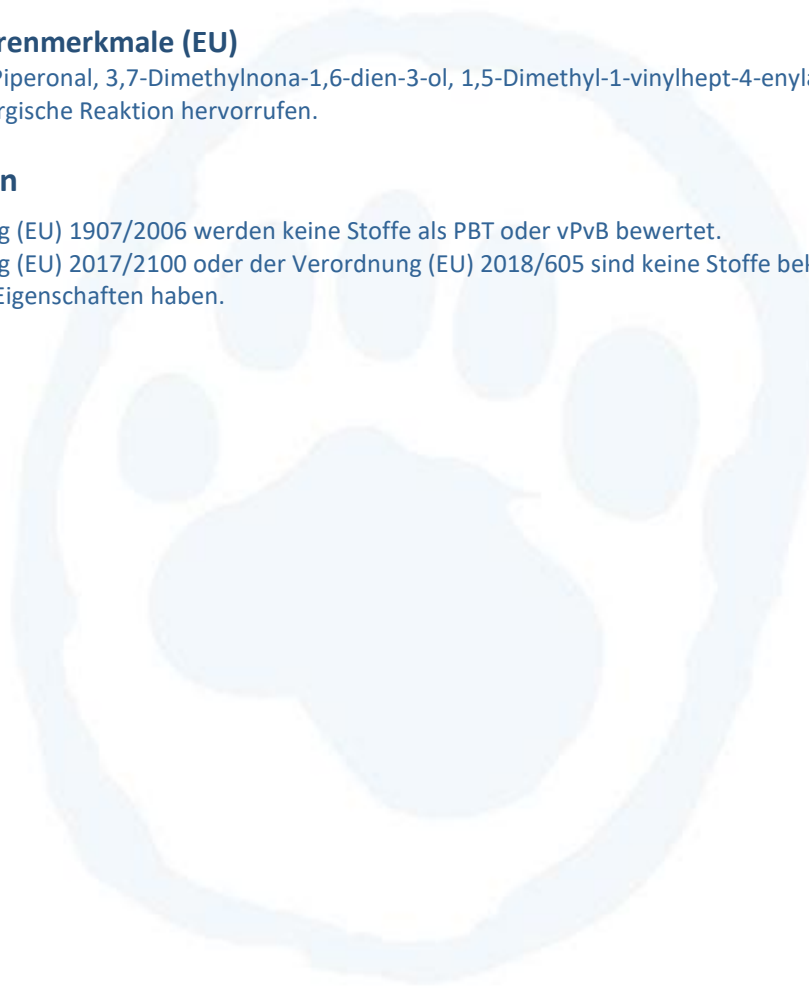 renmerkmale (EU)
Piperonal, 3,7-Dimethylnona-1,6-dien-3-ol, 1,5-Dimethyl-1-vinylhept-4-enyla
rgische Reaktion hervorrufen.
n
g (EU) 1907/2006 werden keine Stoffe als PBT oder vPvB bewertet.
g (EU) 2017/2100 oder der Verordnung (EU) 2018/605 sind keine Stoffe bek
Eigenschaften haben.